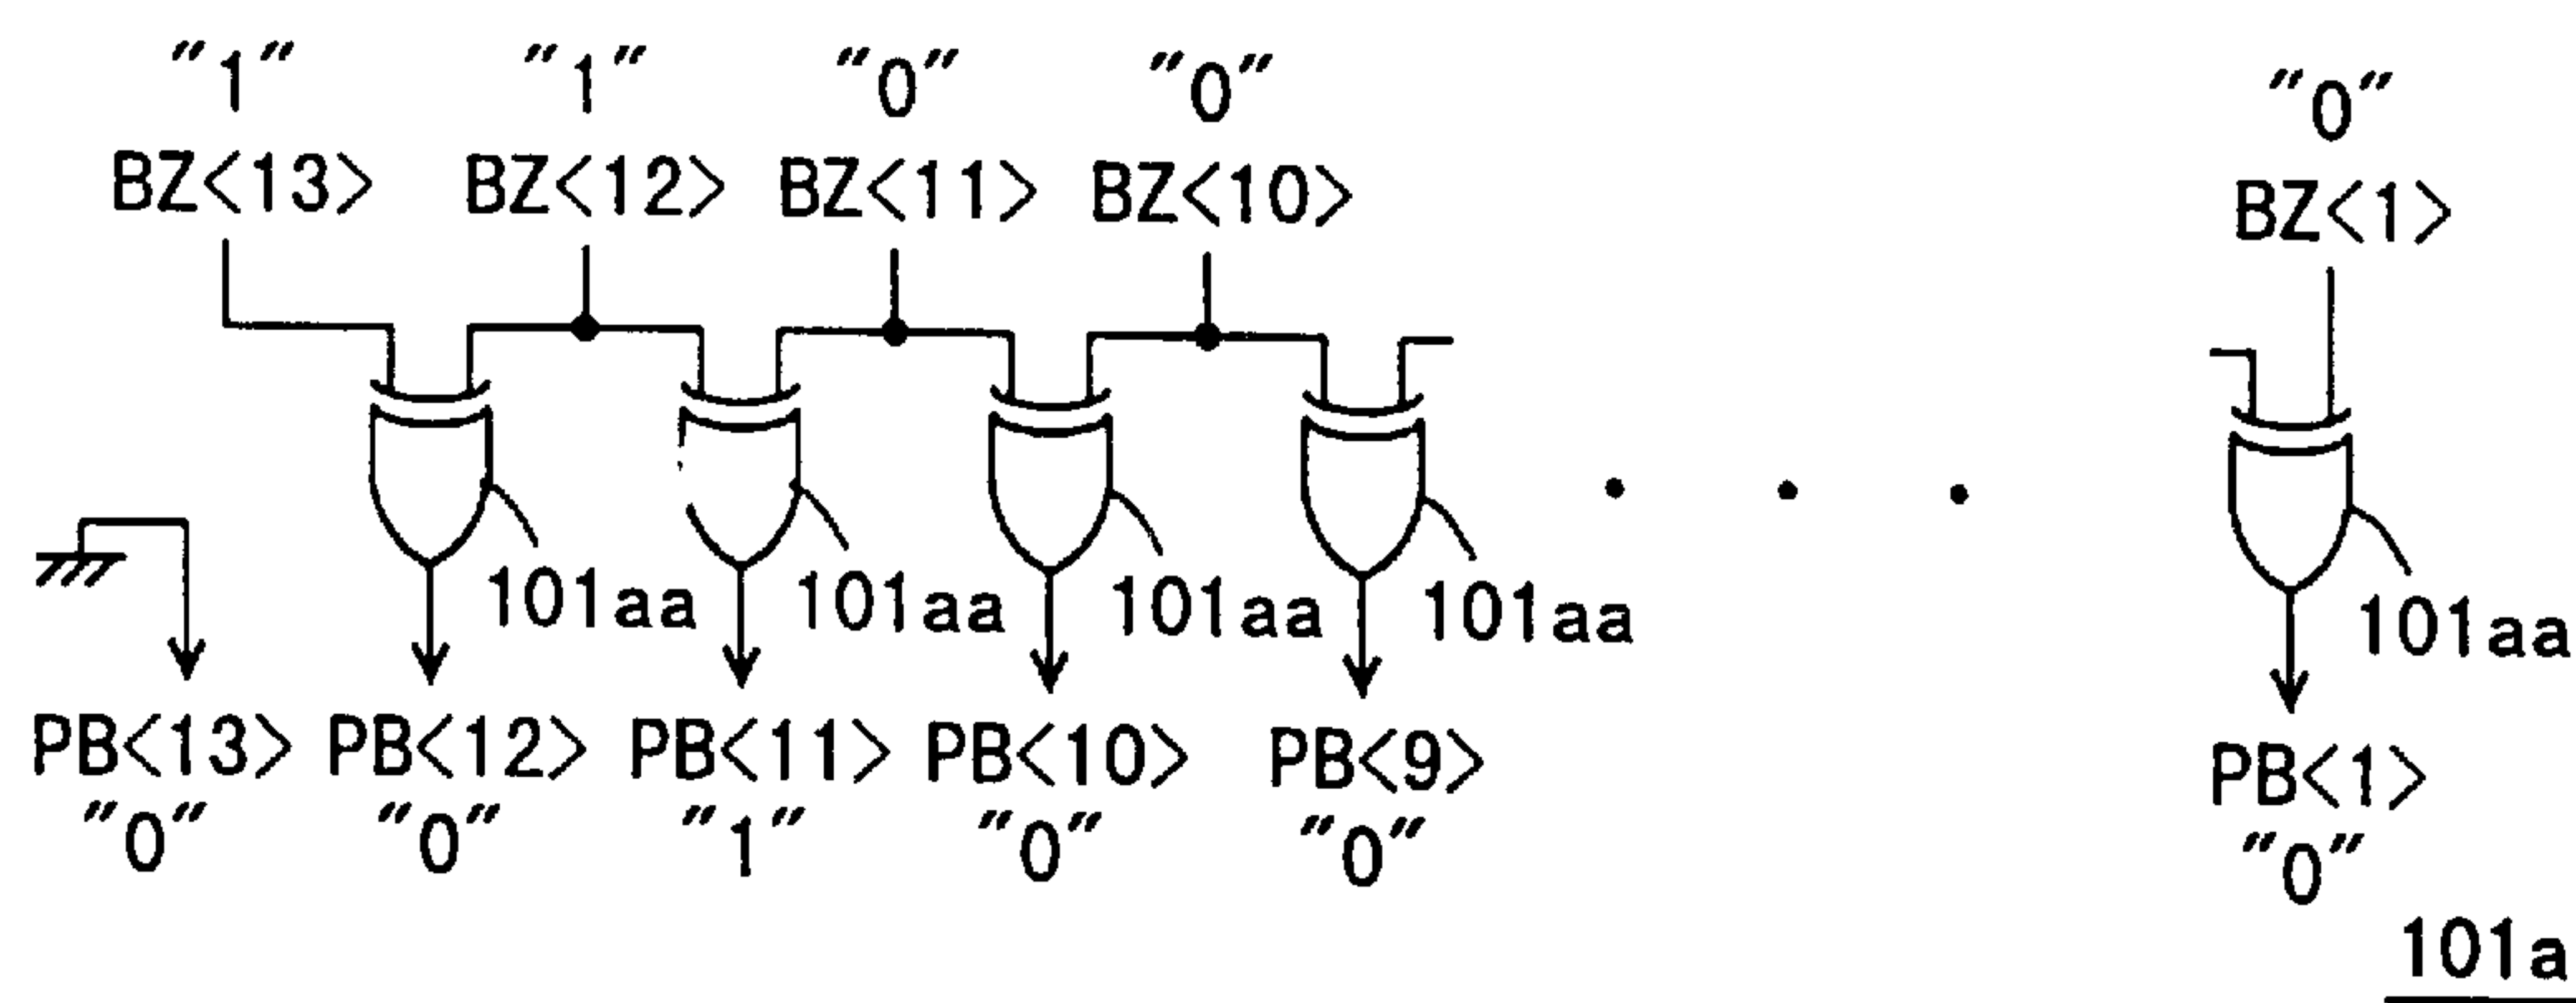 "1" "1" "0" "0" "0"
BZ<13> BZ<12> BZ<11> BZ<10> BZ<1>
101aa 101aa 101aa 101aa 101aa
PB<13> PB<12> PB<11> PB<10> PB<9> PB<1>
"0" "0" "1" "0" "0" "0"
101a